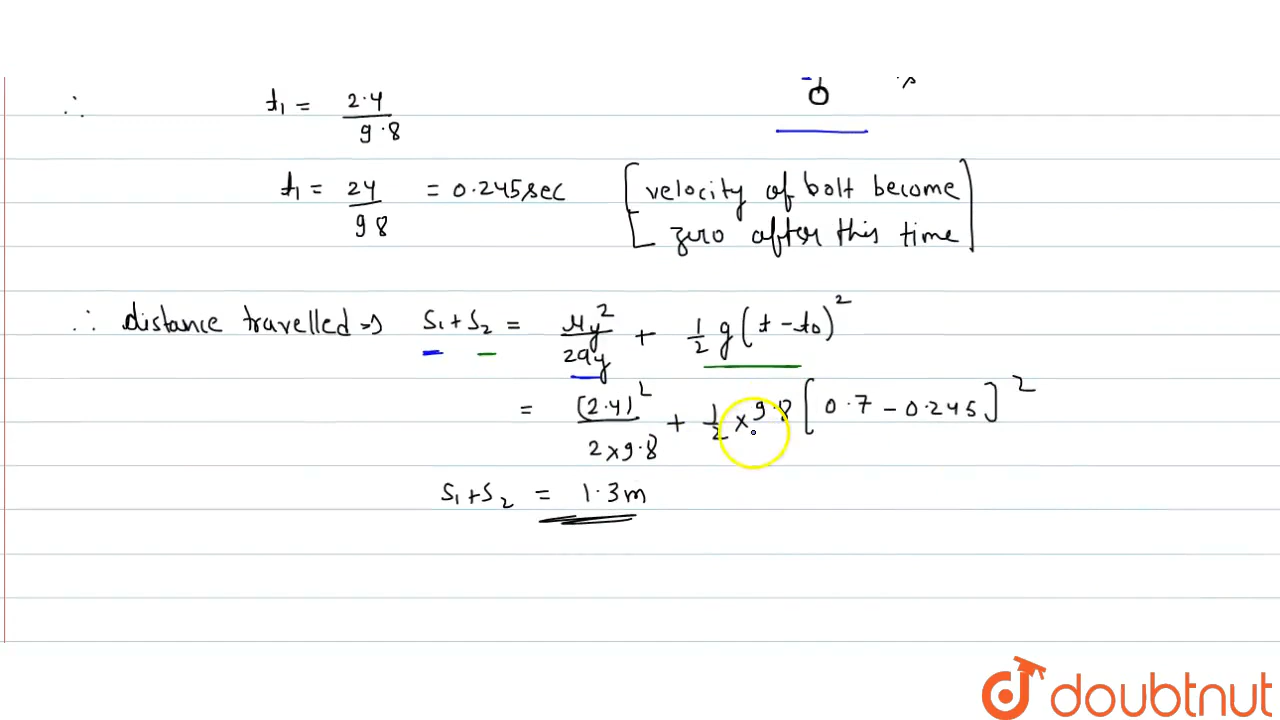 ∴ t₁ = 2.4/9.8
t₁ = 24/98 = 0.245sec [velocity of bolt become
zero after this time]
∴ distance travelled ⇒ S₁+S₂ = uy²/2ay + 1/2 g(t-t₀)²
= (2.4)²/2×9.8 + 1/2 ×9.8 [0.7-0.245]²
S₁+S₂ = 1.3m
doubtnut